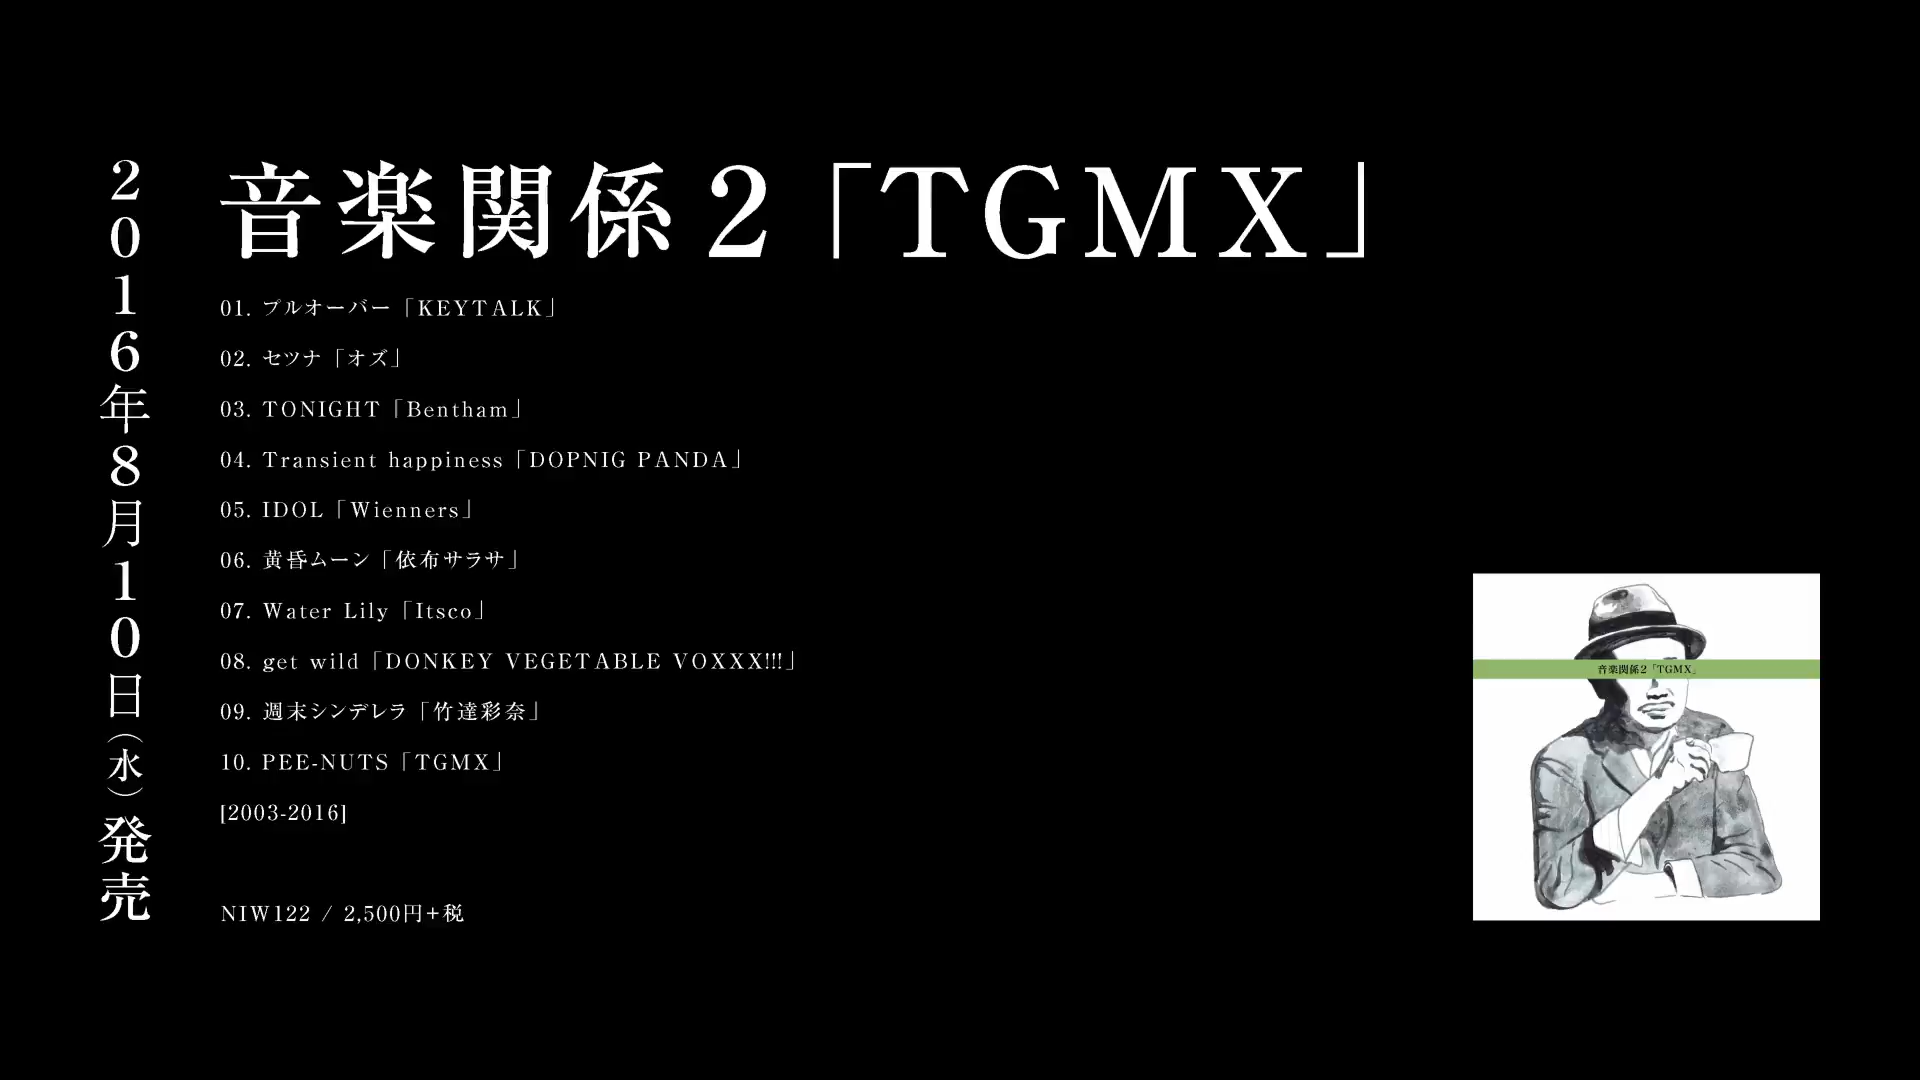 2016年8月10日（水）発売
音楽関係2「TGMX」
01. プルオーバー「KEYTALK」
02. セツナ「オズ」
03. TONIGHT「Bentham」
04. Transient happiness「DOPNIG PANDA」
05. IDOL「Wienners」
06. 黄昏ムーン「依布サラサ」
07. Water Lily「Itsco」
08. get wild「DONKEY VEGETABLE VOXXX!!!」
09. 週末シンデレラ「竹達彩奈」
10. PEE-NUTS「TGMX」
[2003-2016]
NIW122 / 2,500円+税
音楽関係2「TGMX」